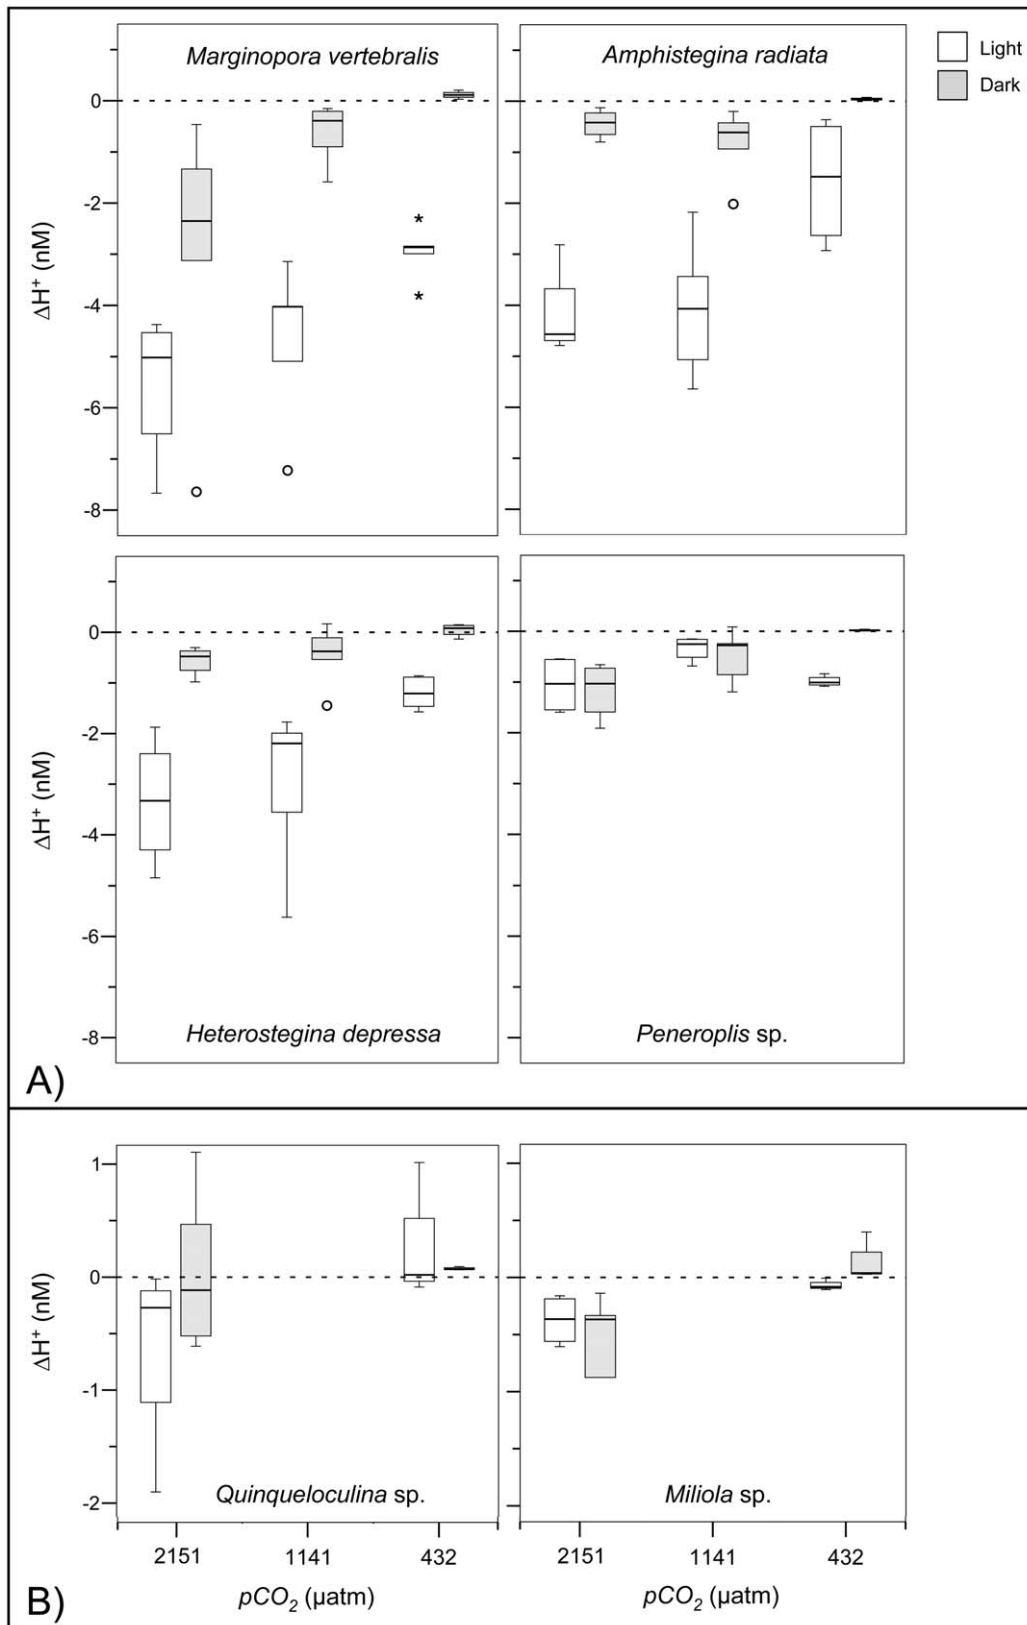 Marginopora vertebralis
Amphistegina radiata
Light
Dark
0
-2
-4
-6
-8
ΔH⁺ (nM)
0
-2
-4
-6
-8
ΔH⁺ (nM)
Heterostegina depressa
Peneroplis sp.
A)
1
0
-1
-2
ΔH⁺ (nM)
Quinqueloculina sp.
Miliola sp.
2151 1141 432
2151 1141 432
pCO₂ (µatm)
pCO₂ (µatm)
B)